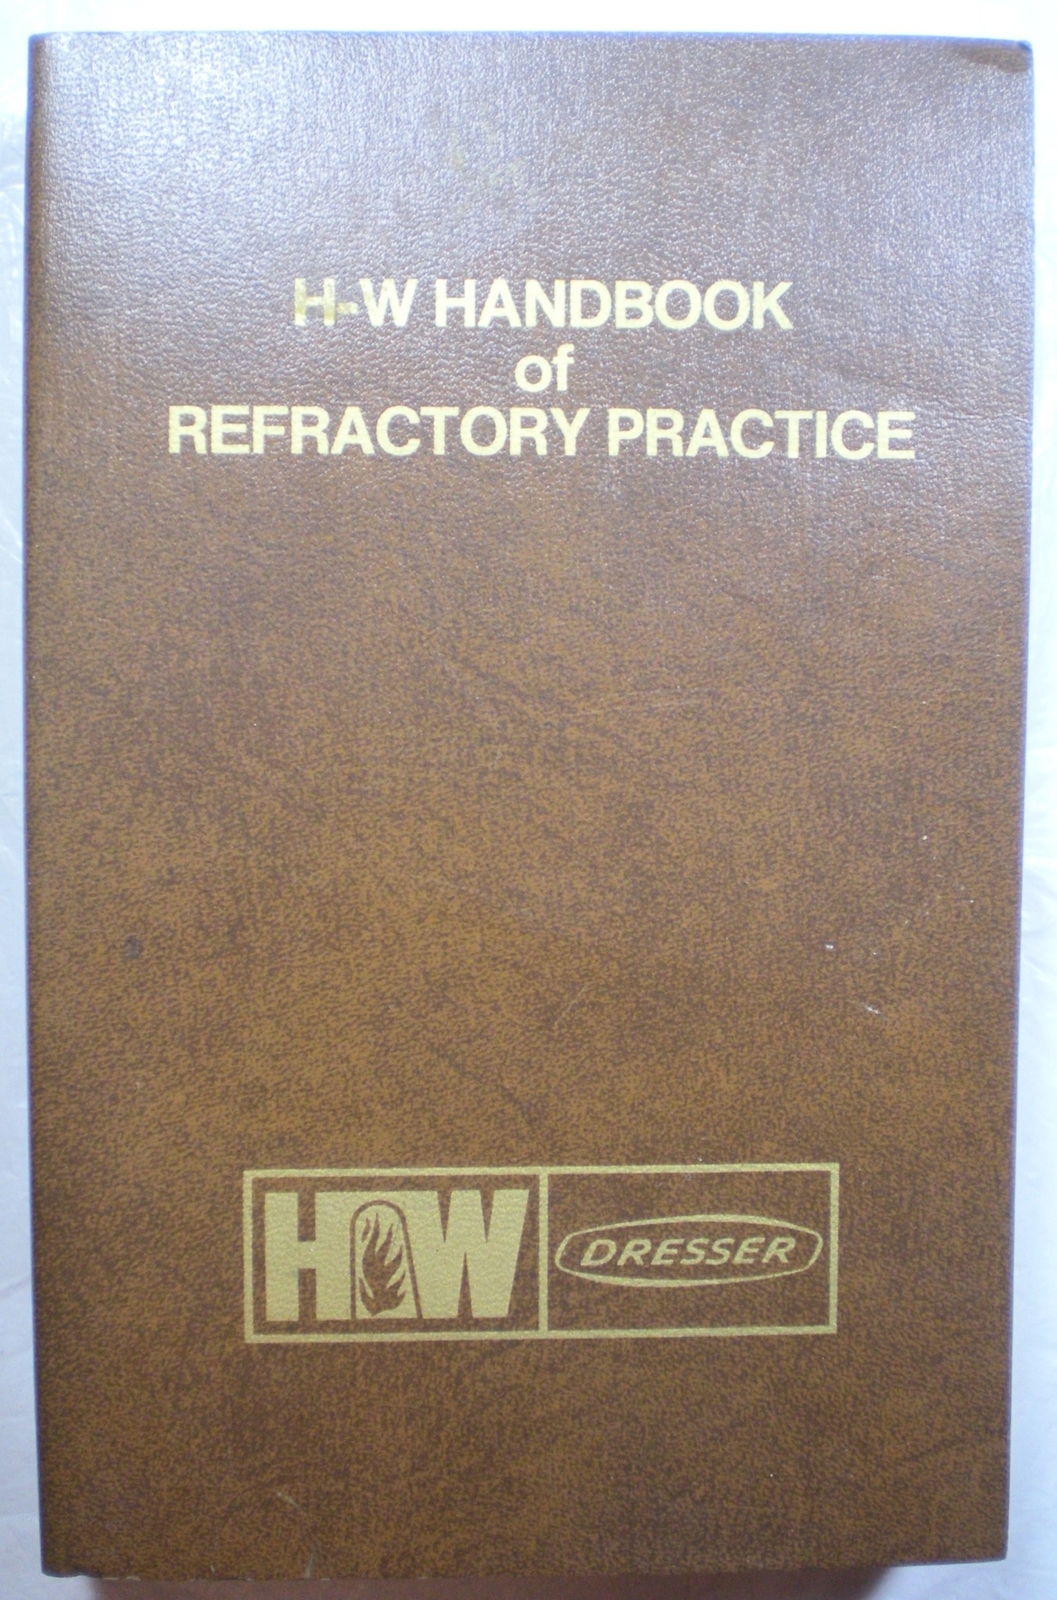 H-W HANDBOOK
of
REFRACTORY PRACTICE
HW
DRESSER